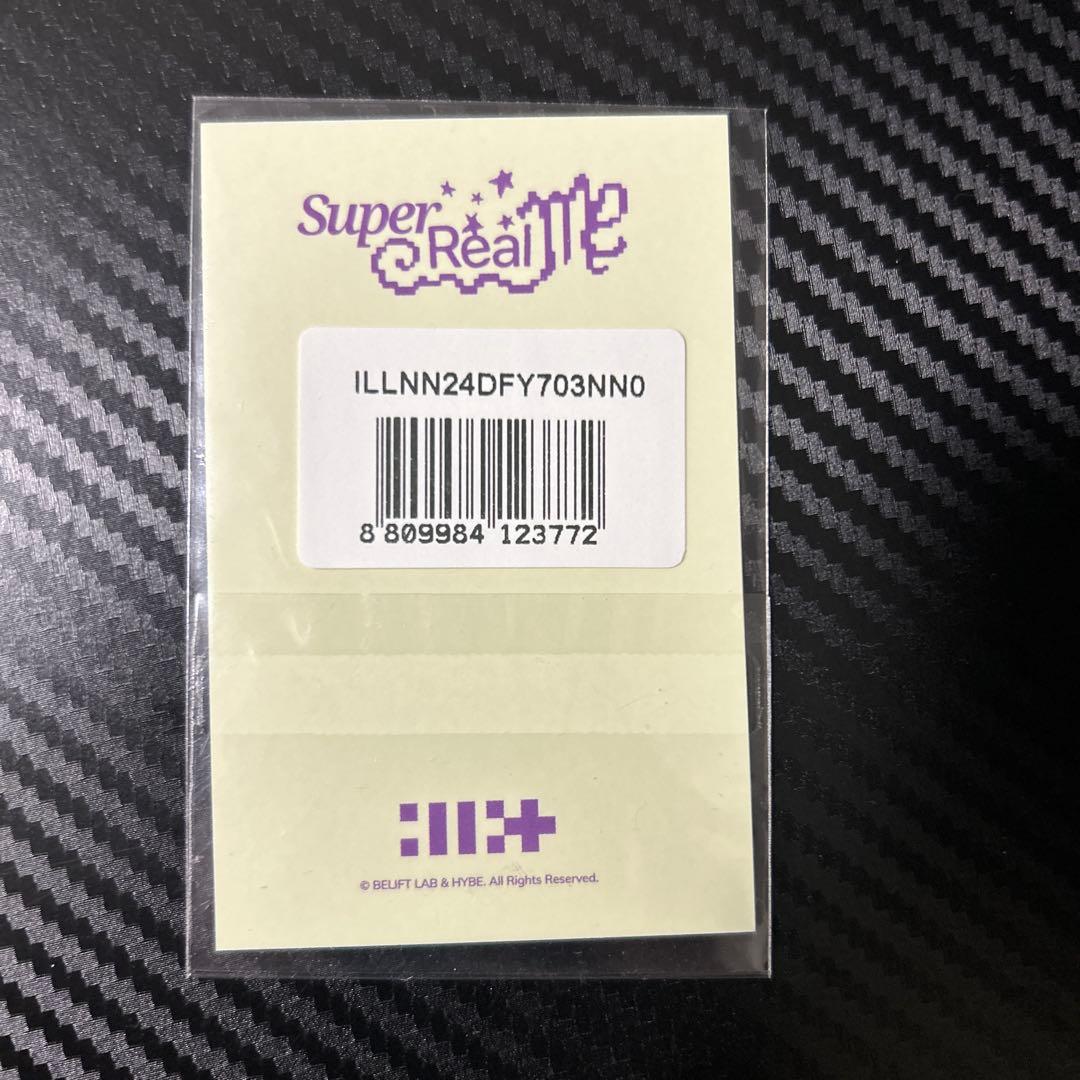 Super Real Me
ILLNN24DFY703NN0
8 809984 123772
© BELIFT LAB & HYBE. All Rights Reserved.